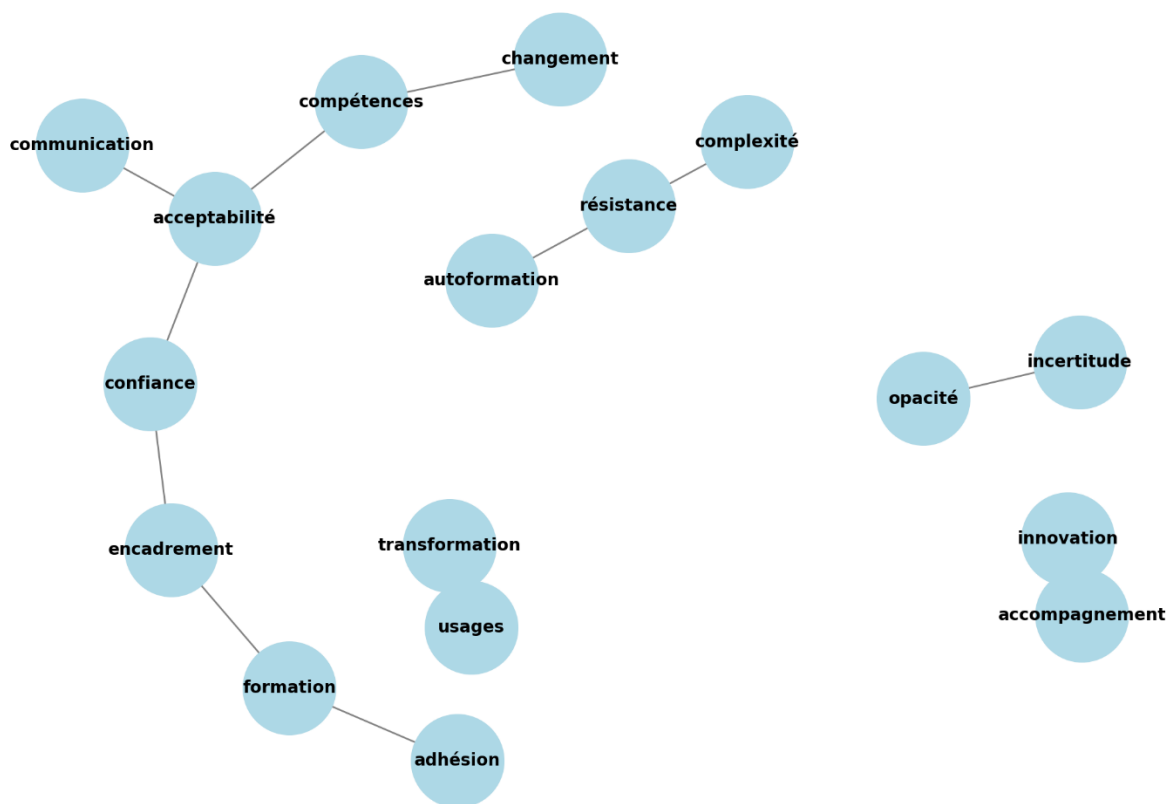 changement
compétences
complexité
communication
résistance
acceptabilité
autoformation
incertitude
confiance
opacité
innovation
transformation
encadrement
accompagnement
usages
formation
adhésion